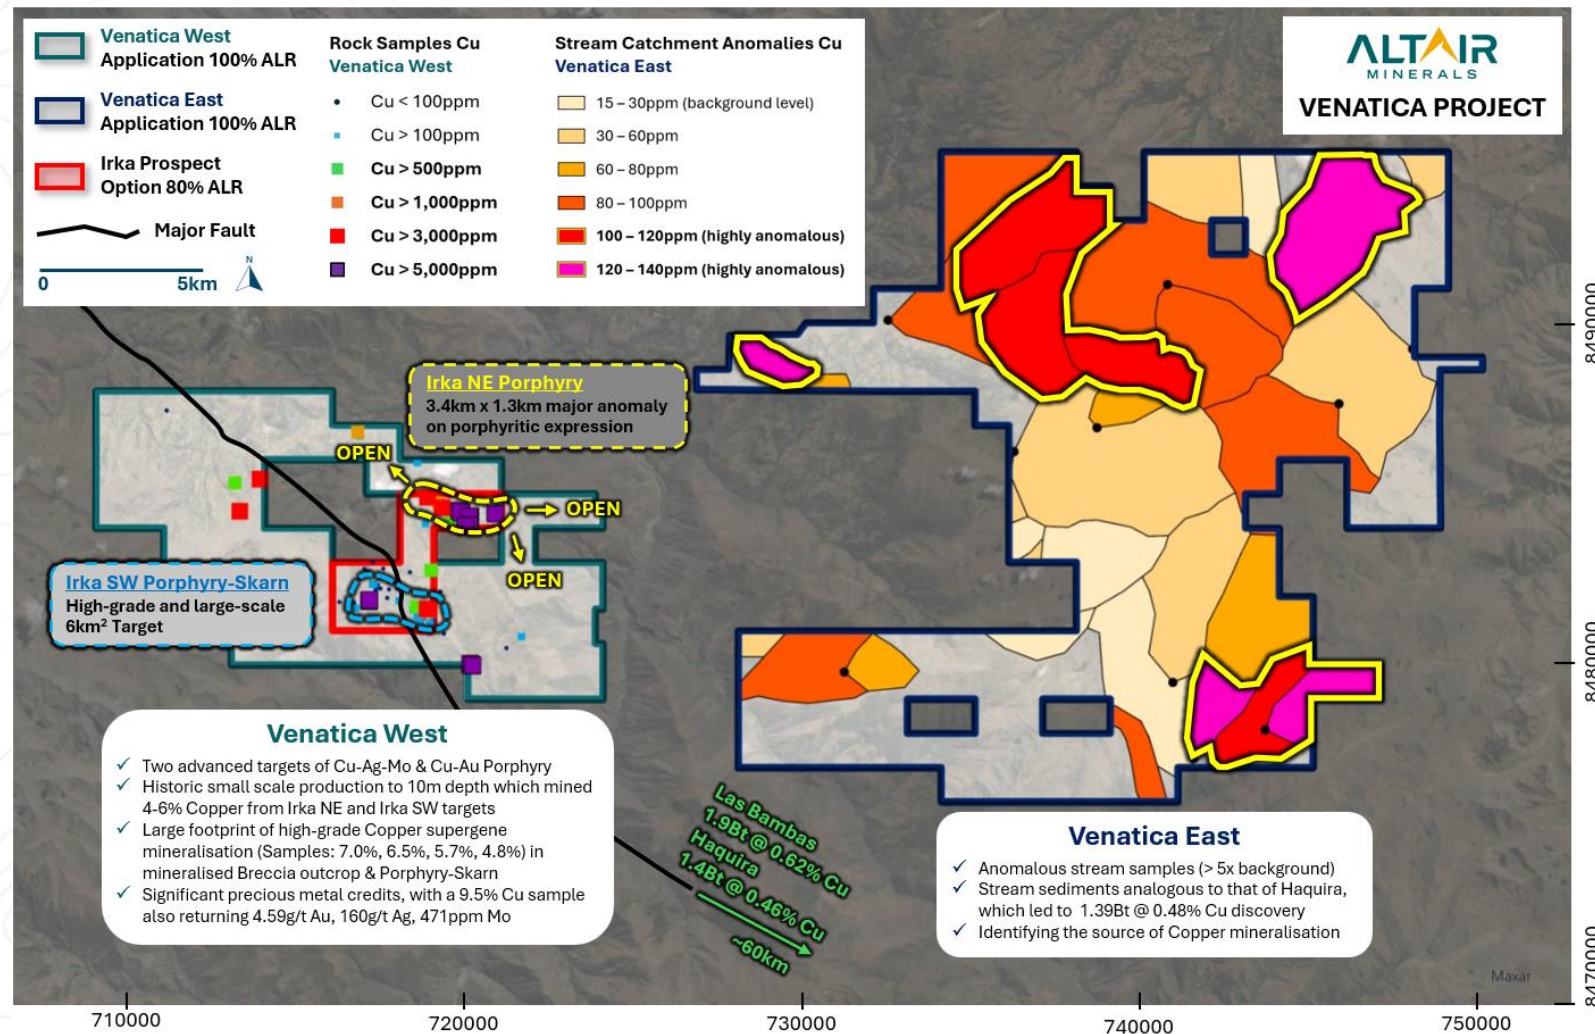 Venatica West
Application 100% ALR
Venatica East
Application 100% ALR
Irka Prospect
Option 80% ALR
Major Fault
0 5km
N
Rock Samples Cu
Venatica West
Cu < 100ppm
Cu > 100ppm
Cu > 500ppm
Cu > 1,000ppm
Cu > 3,000ppm
Cu > 5,000ppm
Stream Catchment Anomalies Cu
Venatica East
15 – 30ppm (background level)
30 – 60ppm
60 – 80ppm
80 – 100ppm
100 – 120ppm (highly anomalous)
120 – 140ppm (highly anomalous)
ALTAIR
MINERALS
VENATICA PROJECT
Irka NE Porphyry
3.4km x 1.3km major anomaly
on porphyritic expression
OPEN
OPEN
OPEN
Irka SW Porphyry-Skarn
High-grade and large-scale
6km² Target
Venatica West
✓ Two advanced targets of Cu-Ag-Mo & Cu-Au Porphyry
✓ Historic small scale production to 10m depth which mined
4-6% Copper from Irka NE and Irka SW targets
✓ Large footprint of high-grade Copper supergene
mineralisation (Samples: 7.0%, 6.5%, 5.7%, 4.8%) in
mineralised Breccia outcrop & Porphyry-Skarn
✓ Significant precious metal credits, with a 9.5% Cu sample
also returning 4.59g/t Au, 160g/t Ag, 471ppm Mo
Las Bambas
1.9Bt @ 0.62% Cu
Haquira
1.4Bt @ 0.46% Cu
~60km
Venatica East
✓ Anomalous stream samples (> 5x background)
✓ Stream sediments analogous to that of Haquira,
which led to 1.39Bt @ 0.48% Cu discovery
✓ Identifying the source of Copper mineralisation
Maxar
8490000
8480000
8470000
710000
720000
730000
740000
750000